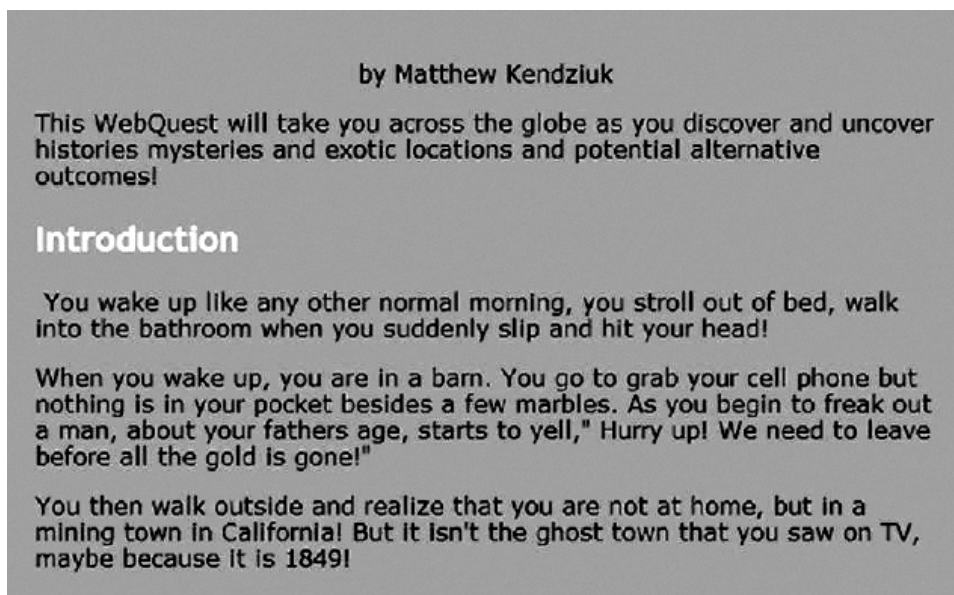 by Matthew Kendziuk
This WebQuest will take you across the globe as you discover and uncover
histories mysteries and exotic locations and potential alternative
outcomes!
Introduction
You wake up like any other normal morning, you stroll out of bed, walk
into the bathroom when you suddenly slip and hit your head!
When you wake up, you are in a barn. You go to grab your cell phone but
nothing is in your pocket besides a few marbles. As you begin to freak out
a man, about your fathers age, starts to yell," Hurry up! We need to leave
before all the gold is gone!"
You then walk outside and realize that you are not at home, but in a
mining town in California! But it isn't the ghost town that you saw on TV,
maybe because it is 1849!